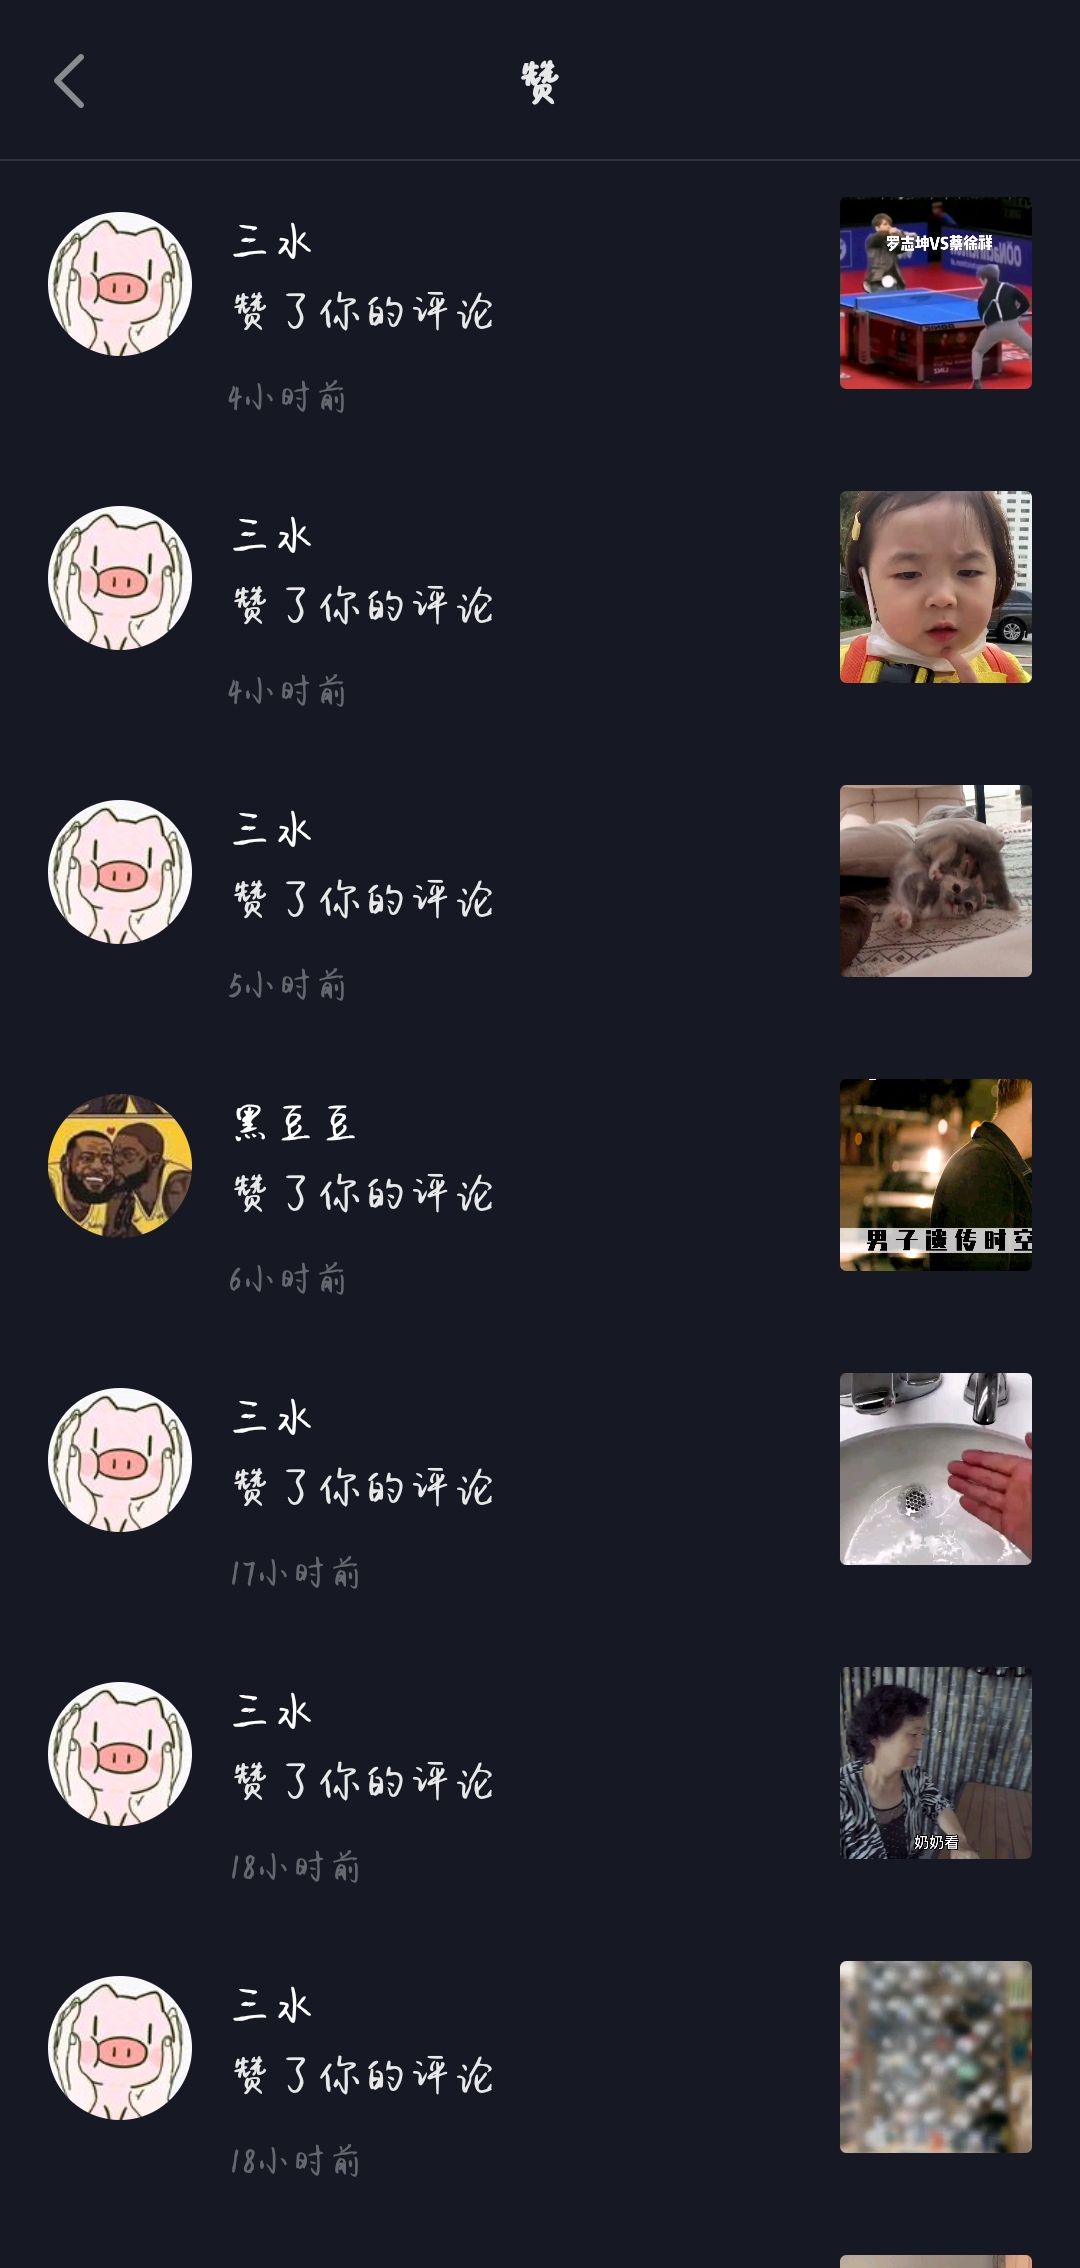 赞
三水
赞了你的评论
4小时前
罗志坤VS蔡徐祥
三水
赞了你的评论
4小时前
三水
赞了你的评论
5小时前
黑豆豆
赞了你的评论
6小时前
男子遗传时空
三水
赞了你的评论
17小时前
三水
赞了你的评论
18小时前
奶奶看
三水
赞了你的评论
18小时前